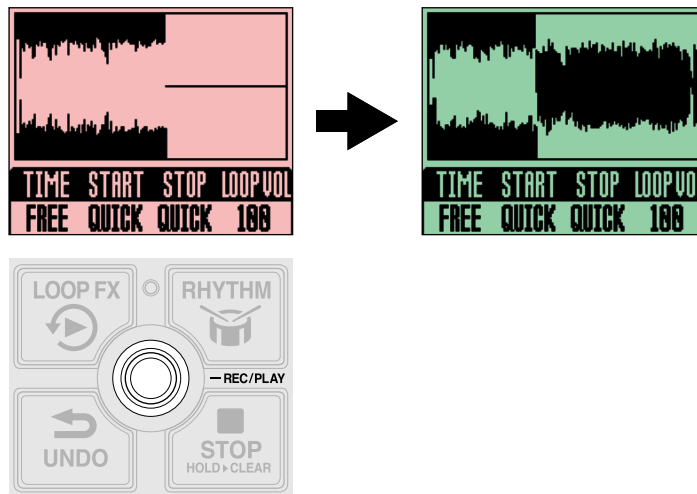 TIME START STOP LOOPVOL
FREE QUICK QUICK 100
TIME START STOP LOOPVO
FREE QUICK QUICK 100
LOOP FX
RHYTHM
REC/PLAY
UNDO
STOP
HOLD▶CLEAR